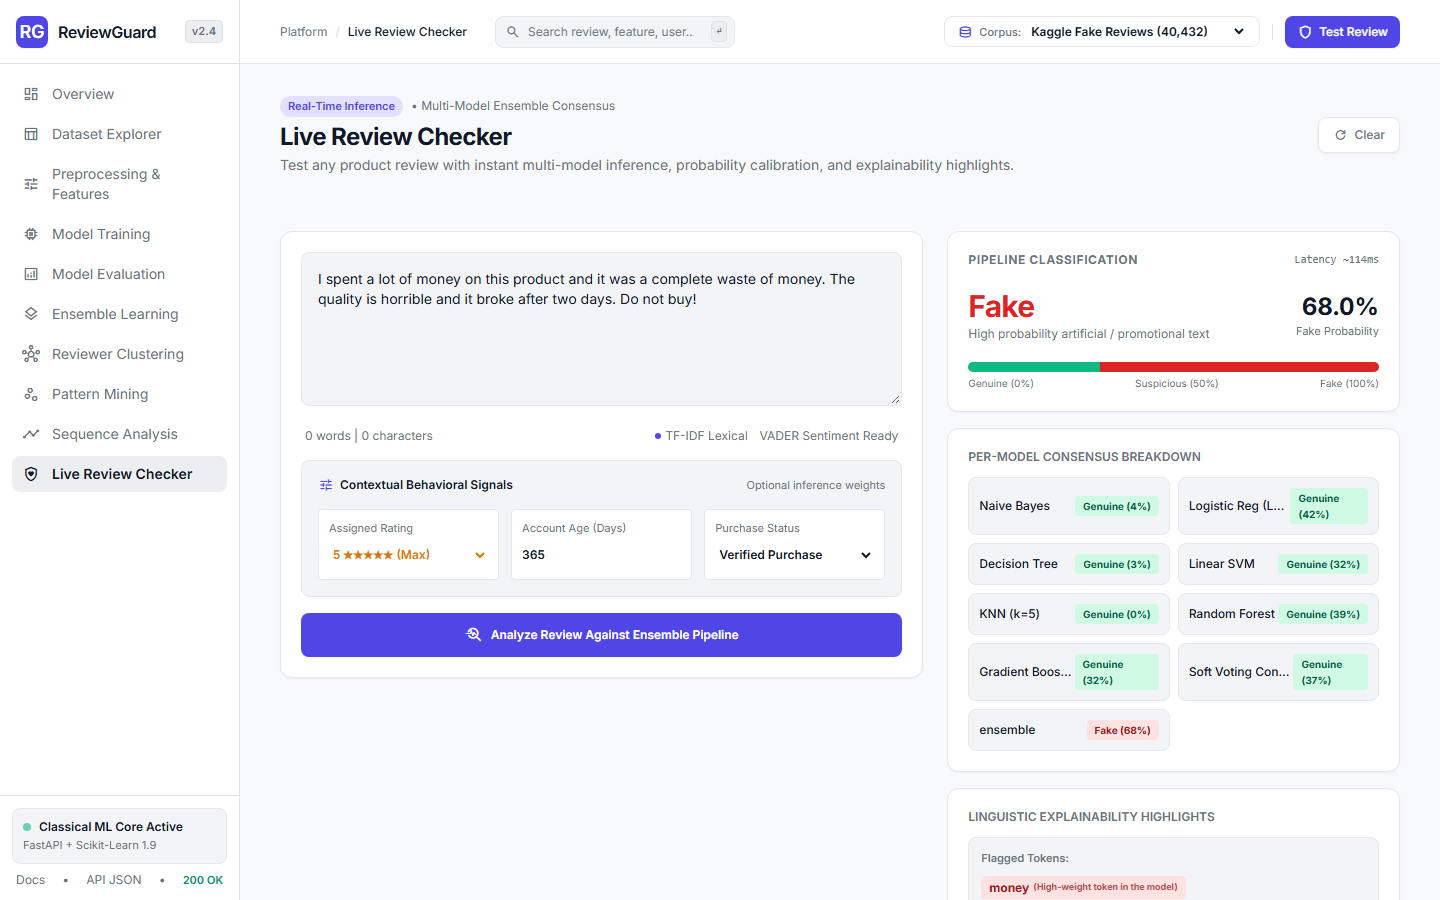 RG ReviewGuard v2.4
Overview
Dataset Explorer
Preprocessing &
Features
Model Training
Model Evaluation
Ensemble Learning
Reviewer Clustering
Pattern Mining
Sequence Analysis
Live Review Checker
Classical ML Core Active
FastAPI + Scikit-Learn 1.9
Docs • API JSON • 200 OK
Platform / Live Review Checker
Search review, feature, user... ↵
Corpus: Kaggle Fake Reviews (40,432)
Test Review
Real-Time Inference • Multi-Model Ensemble Consensus
Live Review Checker
Test any product review with instant multi-model inference, probability calibration, and explainability highlights.
Clear
I spent a lot of money on this product and it was a complete waste of money. The
quality is horrible and it broke after two days. Do not buy!
0 words | 0 characters
TF-IDF Lexical VADER Sentiment Ready
Contextual Behavioral Signals
Optional inference weights
Assigned Rating
5 ★★★★★ (Max)
Account Age (Days)
365
Purchase Status
Verified Purchase
Analyze Review Against Ensemble Pipeline
PIPELINE CLASSIFICATION
Latency ~114ms
Fake
68.0%
High probability artificial / promotional text
Fake Probability
Genuine (0%)
Suspicious (50%)
Fake (100%)
PER-MODEL CONSENSUS BREAKDOWN
Naive Bayes Genuine (4%)
Logistic Reg (L... Genuine
(42%)
Decision Tree Genuine (3%)
Linear SVM Genuine (32%)
KNN (k=5) Genuine (0%)
Random Forest Genuine (39%)
Gradient Boos... Genuine
(32%)
Soft Voting Con... Genuine
(37%)
ensemble Fake (68%)
LINGUISTIC EXPLAINABILITY HIGHLIGHTS
Flagged Tokens:
money (High-weight token in the model)